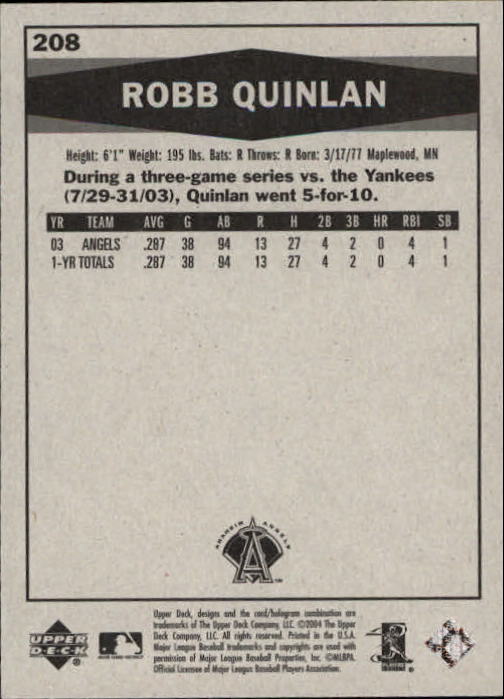 208
ROBB QUINLAN
Height: 6'1" Weight: 195 lbs. Bats: R Throws: R Born: 3/17/77 Maplewood, MN
During a three-game series vs. the Yankees
(7/29-31/03), Quinlan went 5-for-10.
YR TEAM AVG G AB R H 2B 3B HR RBI SB
03 ANGELS .287 38 94 13 27 4 2 0 4 1
1-YR TOTALS .287 38 94 13 27 4 2 0 4 1
ANAHEIM ANGELS
A
Upper Deck, designs and the card/hologram combination are
trademarks of The Upper Deck Company, LLC. ©2004 The Upper
Deck Company, LLC. All rights reserved. Printed in the U.S.A.
Major League Baseball trademarks and copyrights are used with
permission of Major League Baseball Properties, Inc. ©MLBPA.
Official Licensee of Major League Baseball Players Association.
UPPER
DECK